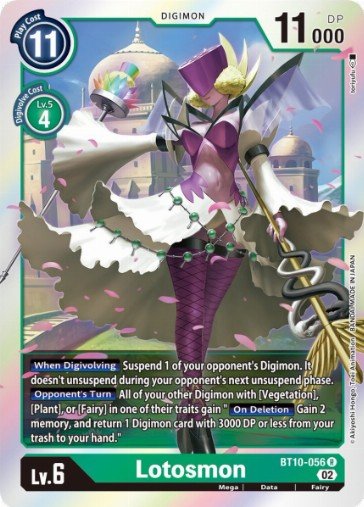 Play Cost
11
DIGIMON
11000
DP
Digivolve Cost
Lv.5
4
toriyufu
When Digivolving Suspend 1 of your opponent's Digimon. It
doesn't unsuspend during your opponent's next unsuspend phase.
Opponent's Turn All of your other Digimon with [Vegetation],
[Plant], or [Fairy] in one of their traits gain " On Deletion Gain 2
memory, and return 1 Digimon card with 3000 DP or less from your
trash to your hand."
©Akiyoshi Hongo, Toei Animation BANDAI MADE IN JAPAN
Lv.6
Lotosmon
BT10-056 U
02
Mega | Data | Fairy